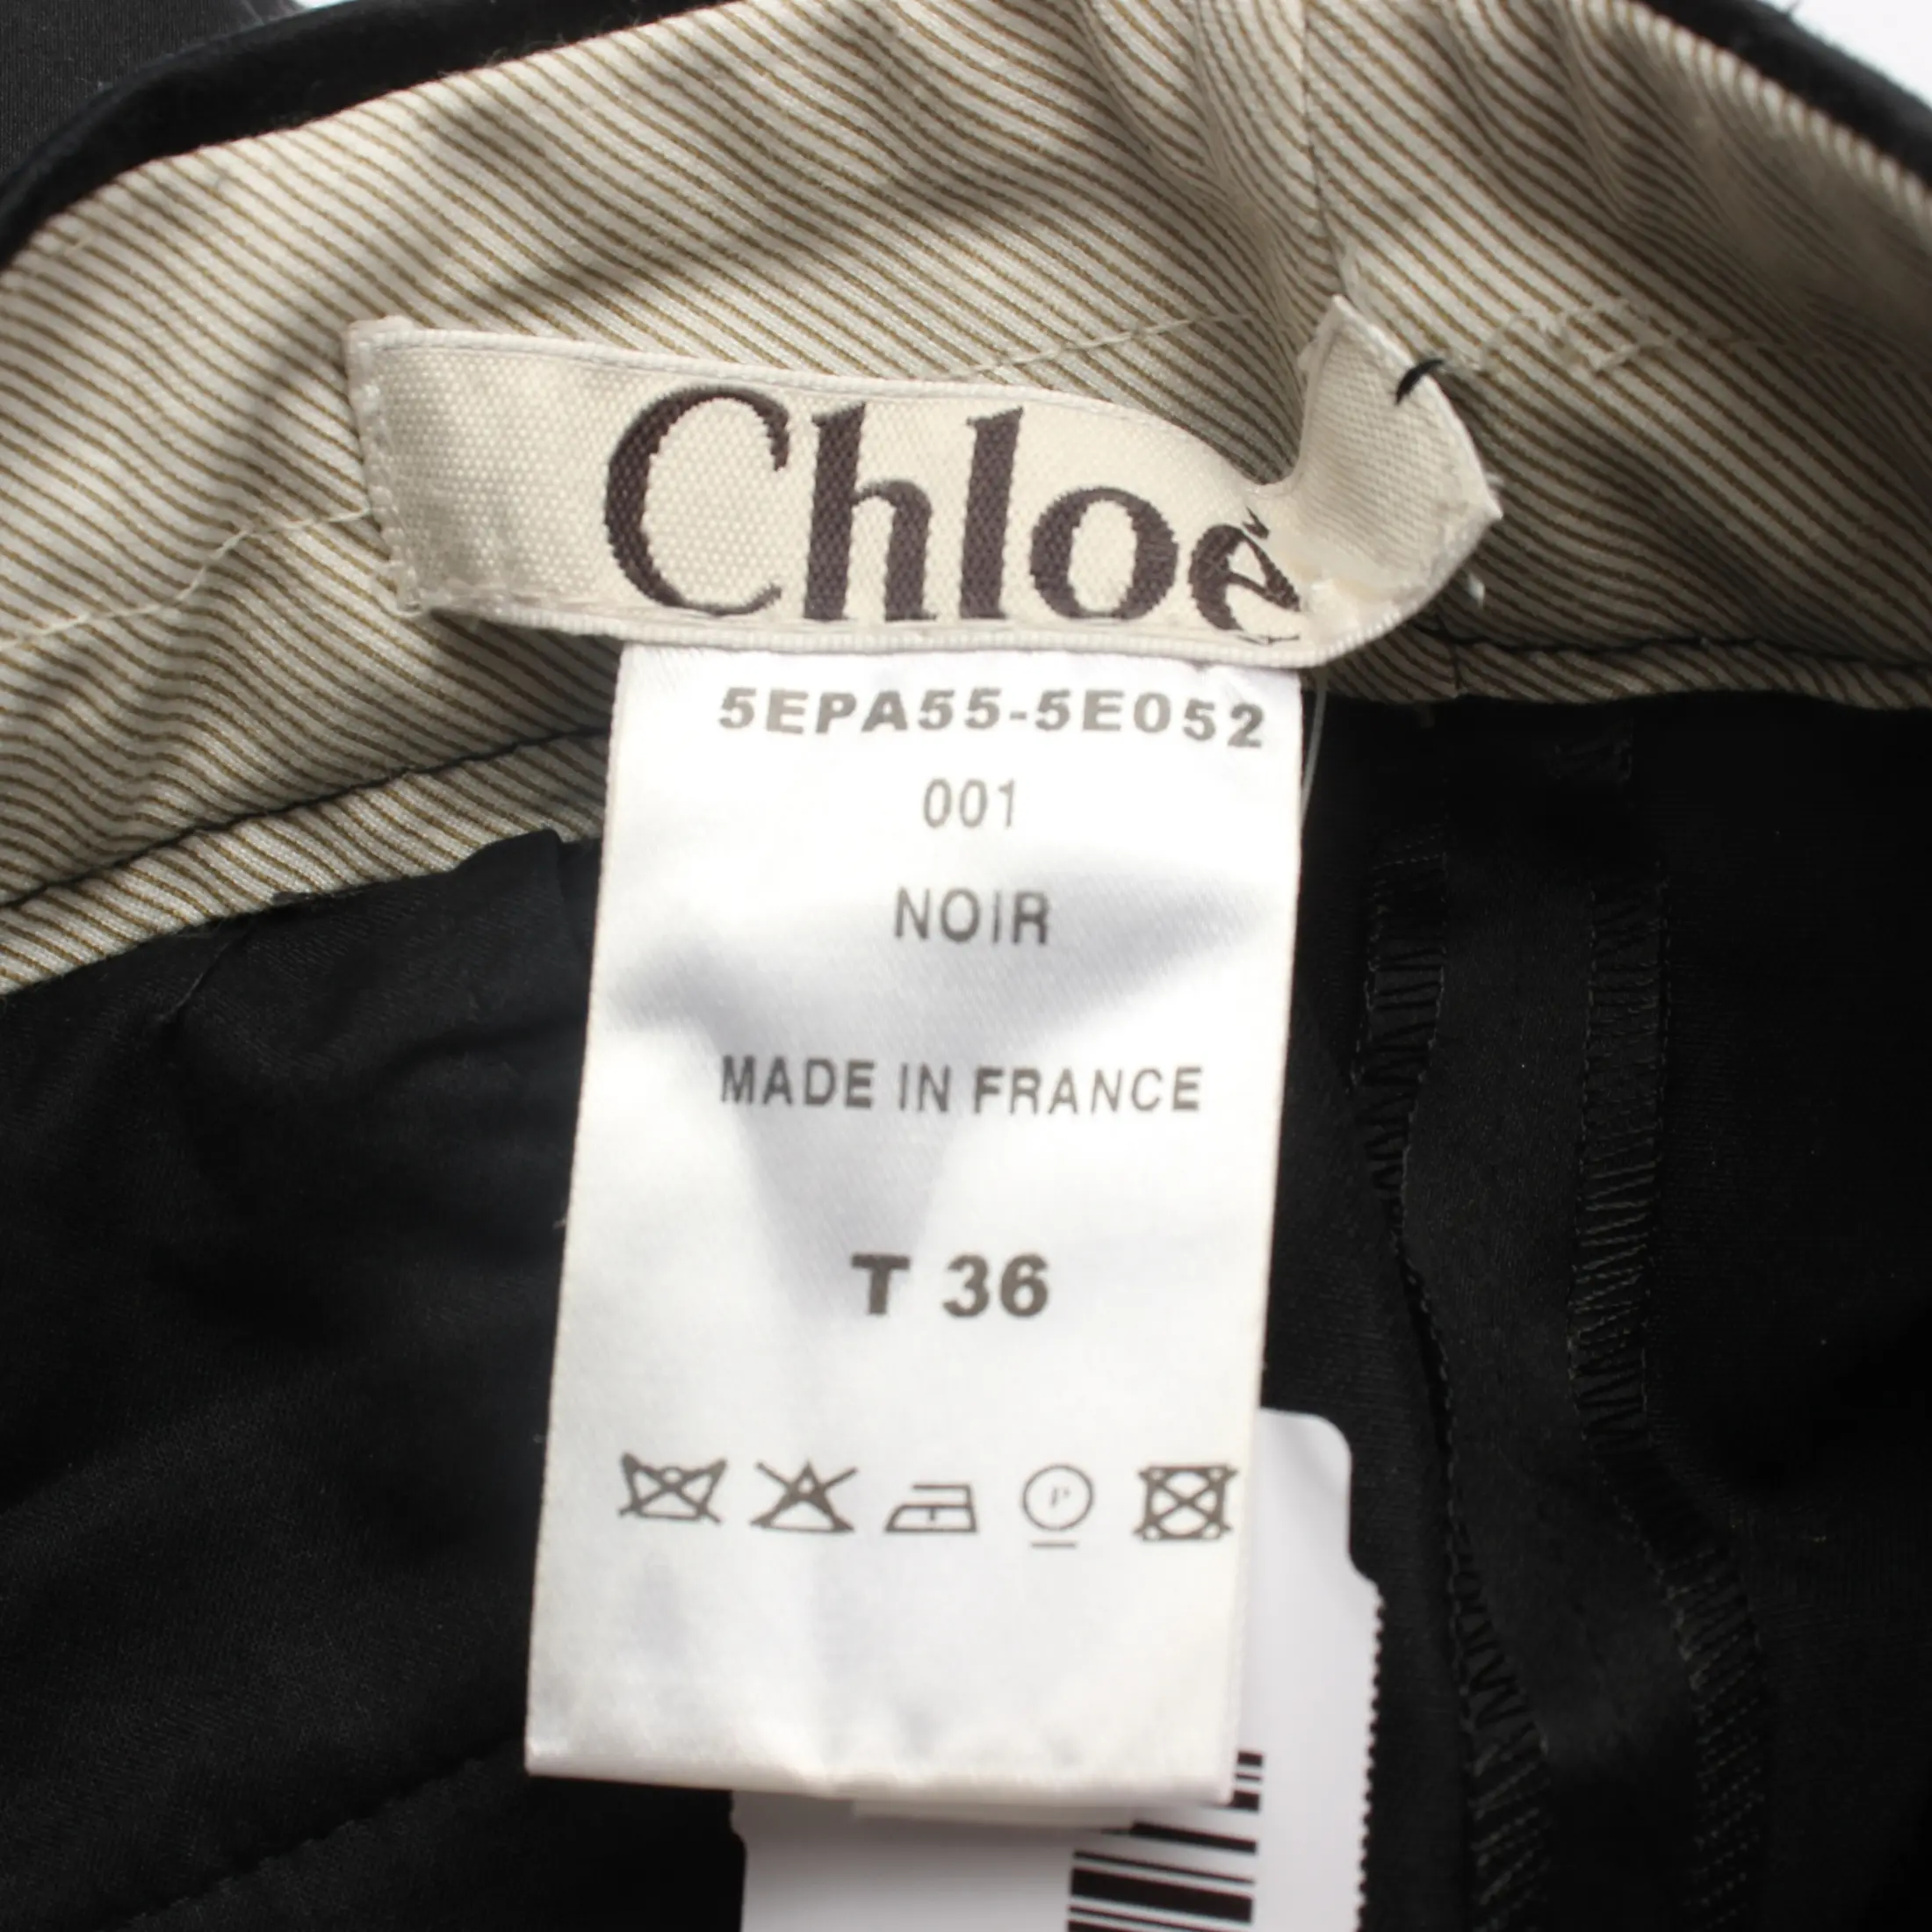 Chloé
5EPA55-5E052
001
NOIR
MADE IN FRANCE
T 36
P